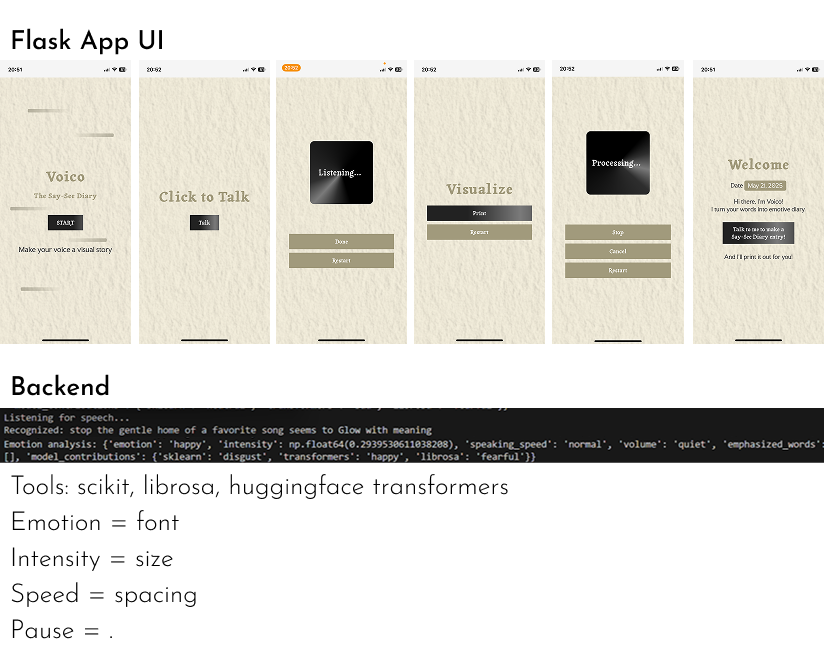 Flask App UI
20:51
Voico
The Say-See Diary
START
Make your voice a visual story
20:52
Click to Talk
Talk
20:52
Listening...
Done
Restart
20:52
Visualize
Print
Restart
20:52
Processing...
Stop
Cancel
Restart
20:51
Welcome
Date May 21, 2025
Hi there, I'm Voico!
I turn your words into emotive diary
Talk to me to make a
Say-See Diary entry!
And I'll print it out for you!
Backend
Listening for speech...
Recognized: stop the gentle home of a favorite song seems to Glow with meaning
Emotion analysis: {'emotion': 'happy', 'intensity': np.float64(0.2939530611038208), 'speaking_speed': 'normal', 'volume': 'quiet', 'emphasized_words':
[], 'model_contributions': {'sklearn': 'disgust', 'transformers': 'happy', 'librosa': 'fearful'}}
Tools: scikit, librosa, huggingface transformers
Emotion = font
Intensity = size
Speed = spacing
Pause = .